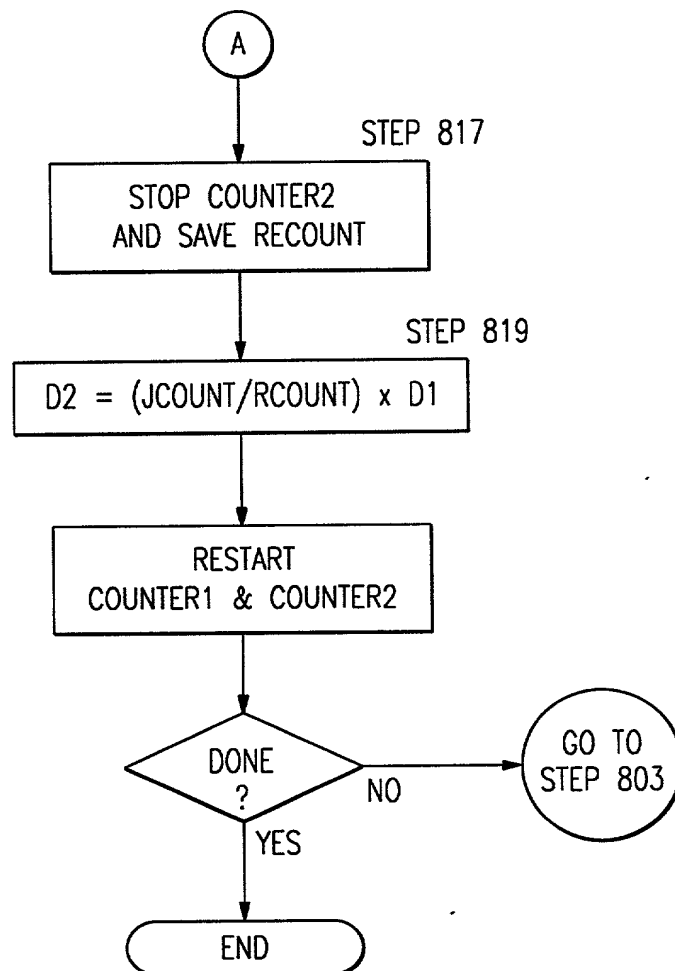 A
STEP 817
STOP COUNTER2
AND SAVE RECOUNT
STEP 819
D2 = (JCOUNT/RCOUNT) x D1
RESTART
COUNTER1 & COUNTER2
DONE
?
NO
GO TO
STEP 803
YES
END